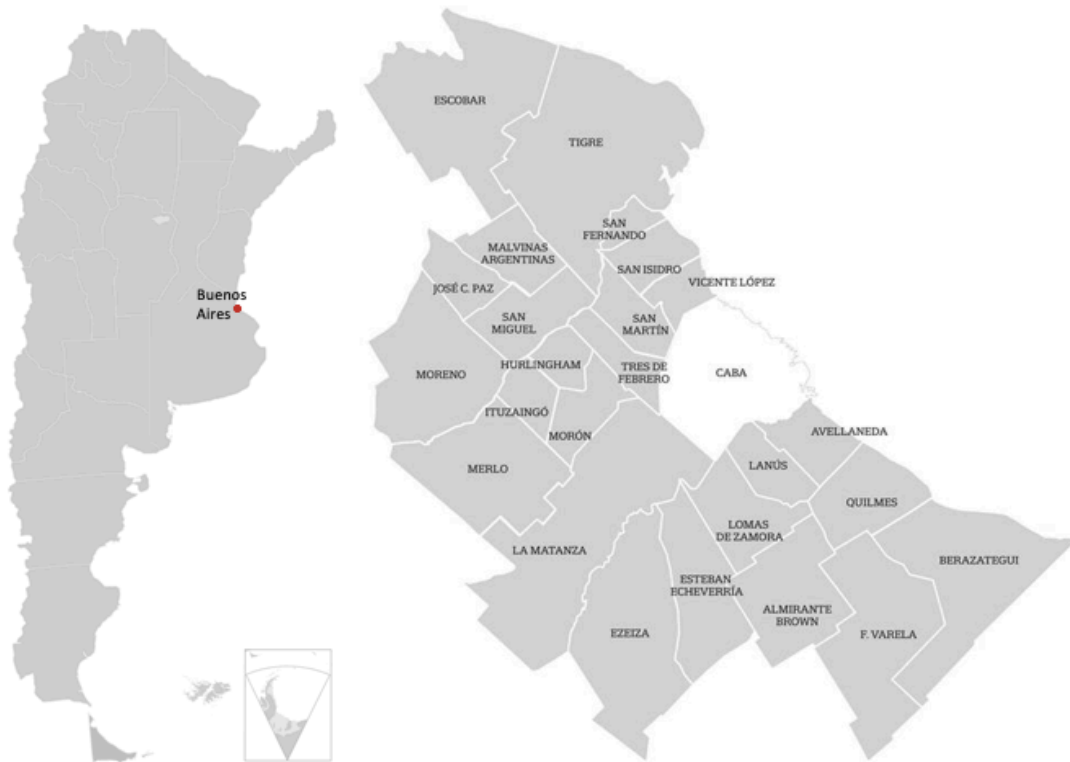 Buenos
Aires
ESCOBAR
TIGRE
SAN
FERNANDO
MALVINAS
ARGENTINAS
SAN ISIDRO
VICENTE LÓPEZ
JOSÉ C. PAZ
SAN
MIGUEL
SAN
MARTÍN
HURLINGHAM
TRES DE
FEBRERO
CABA
MORENO
ITUZAINGÓ
MORÓN
AVELLANEDA
MERLO
LANÚS
QUILMES
LOMAS
DE ZAMORA
LA MATANZA
BERAZATEGUI
ESTEBAN
ECHEVERRÍA
ALMIRANTE
BROWN
EZEIZA
F. VARELA